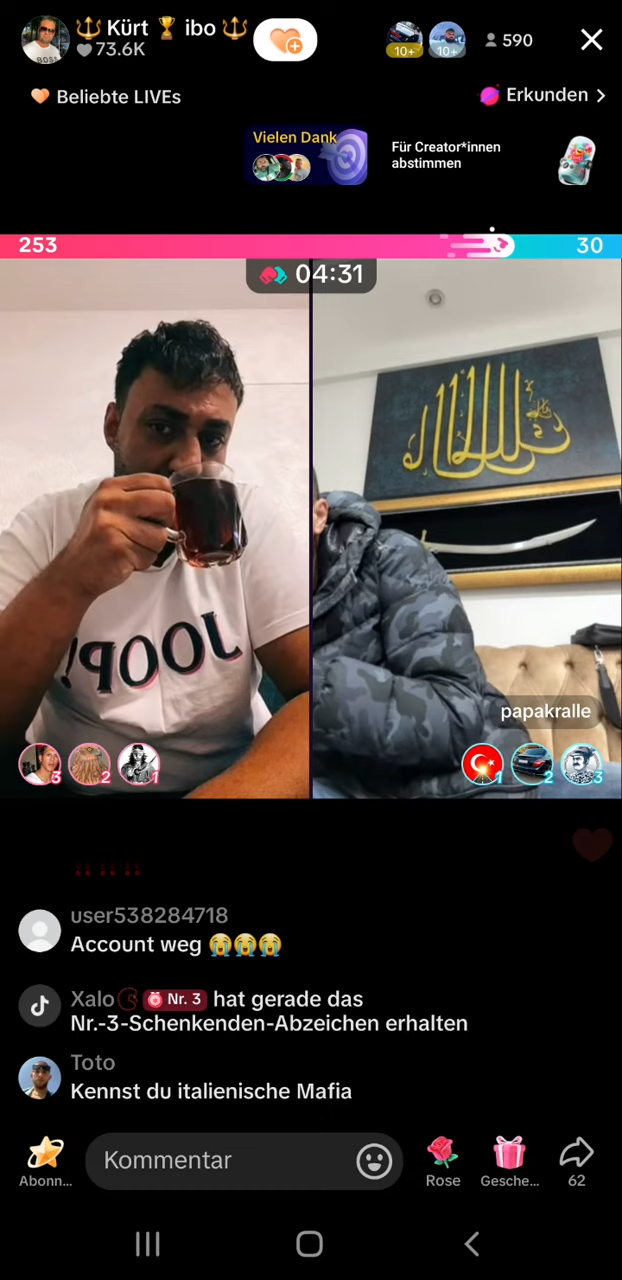 🔱 Kürt 🏆 ibo 🔱
73.6K
10+
10+
590
Beliebte LIVEs
Erkunden
Vielen Dank
Für Creator*innen
abstimmen
253
30
04:31
JOOP!
papakralle
3
2
1
1
2
3
user538284718
Account weg 😭😭😭
Xalo Nr. 3 hat gerade das
Nr.-3-Schenkenden-Abzeichen erhalten
Toto
Kennst du italienische Mafia
Abonn...
Kommentar
Rose
Gesche...
62